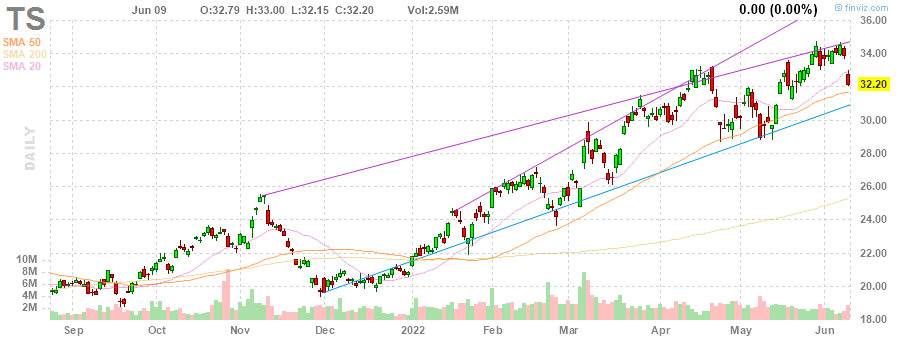 TS
Jun 09 O:32.79 H:33.00 L:32.15 C:32.20 Vol:2.59M
0.00 (0.00%)
© finviz.com
SMA 50
SMA 200
SMA 20
DAILY
36.00
34.00
32.20
30.00
28.00
26.00
24.00
22.00
20.00
18.00
10M
8M
6M
4M
2M
Sep Oct Nov Dec 2022 Feb Mar Apr May Jun